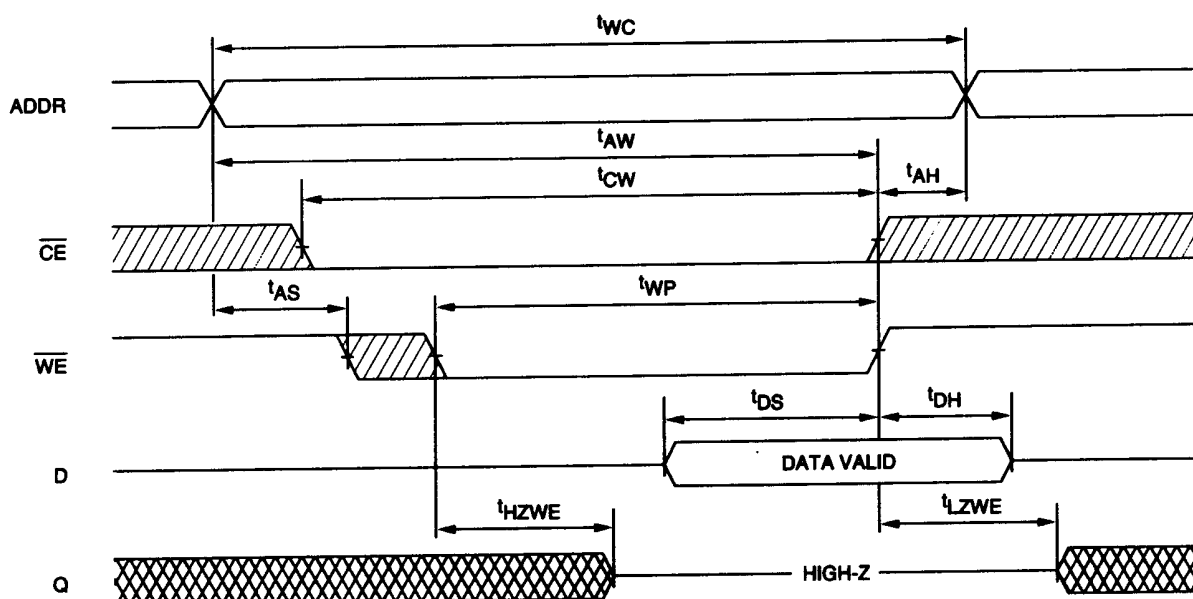 tWC
ADDR
tAW
tCW
tAH
CE
tAS
tWP
WE
tDS
tDH
D
DATA VALID
tHZWE
tLZWE
Q
HIGH-Z